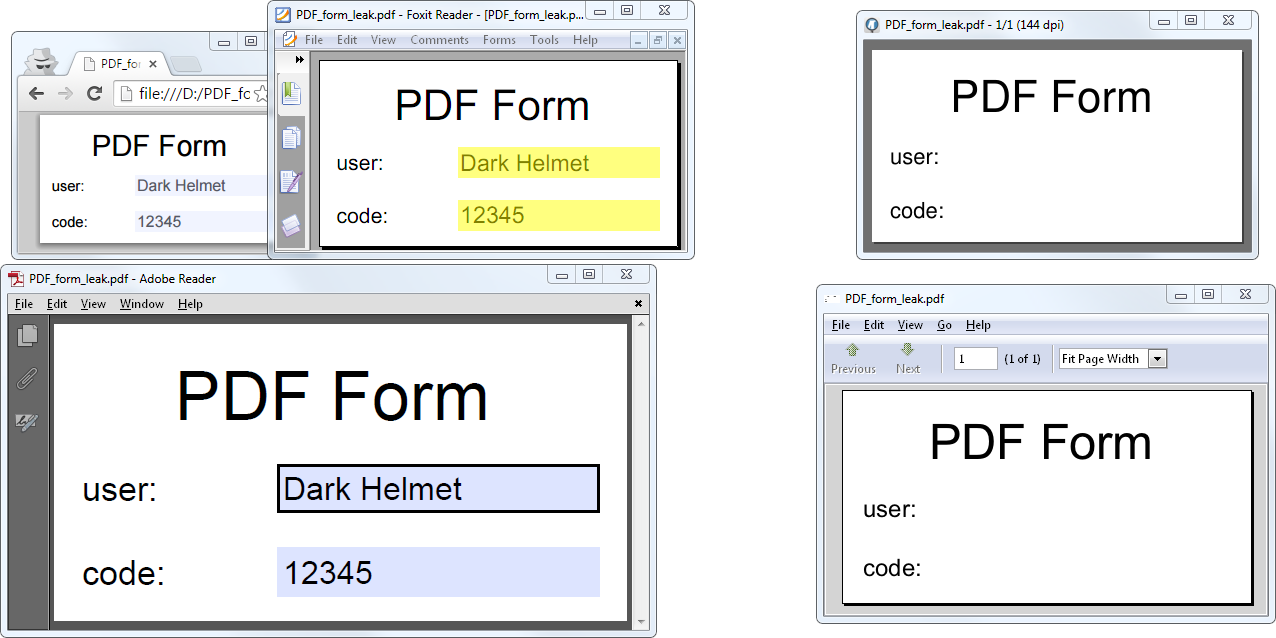 PDF_fo
file:///D:/PDF_fc
PDF Form
user: Dark Helmet
code: 12345
PDF_form_leak.pdf - Foxit Reader - [PDF_form_leak.p...
File Edit View Comments Forms Tools Help
PDF Form
user: Dark Helmet
code: 12345
PDF_form_leak.pdf - 1/1 (144 dpi)
PDF Form
user:
code:
PDF_form_leak.pdf - Adobe Reader
File Edit View Window Help
PDF Form
user: Dark Helmet
code: 12345
PDF_form_leak.pdf
File Edit View Go Help
Previous Next 1 (1 of 1) Fit Page Width
PDF Form
user:
code: